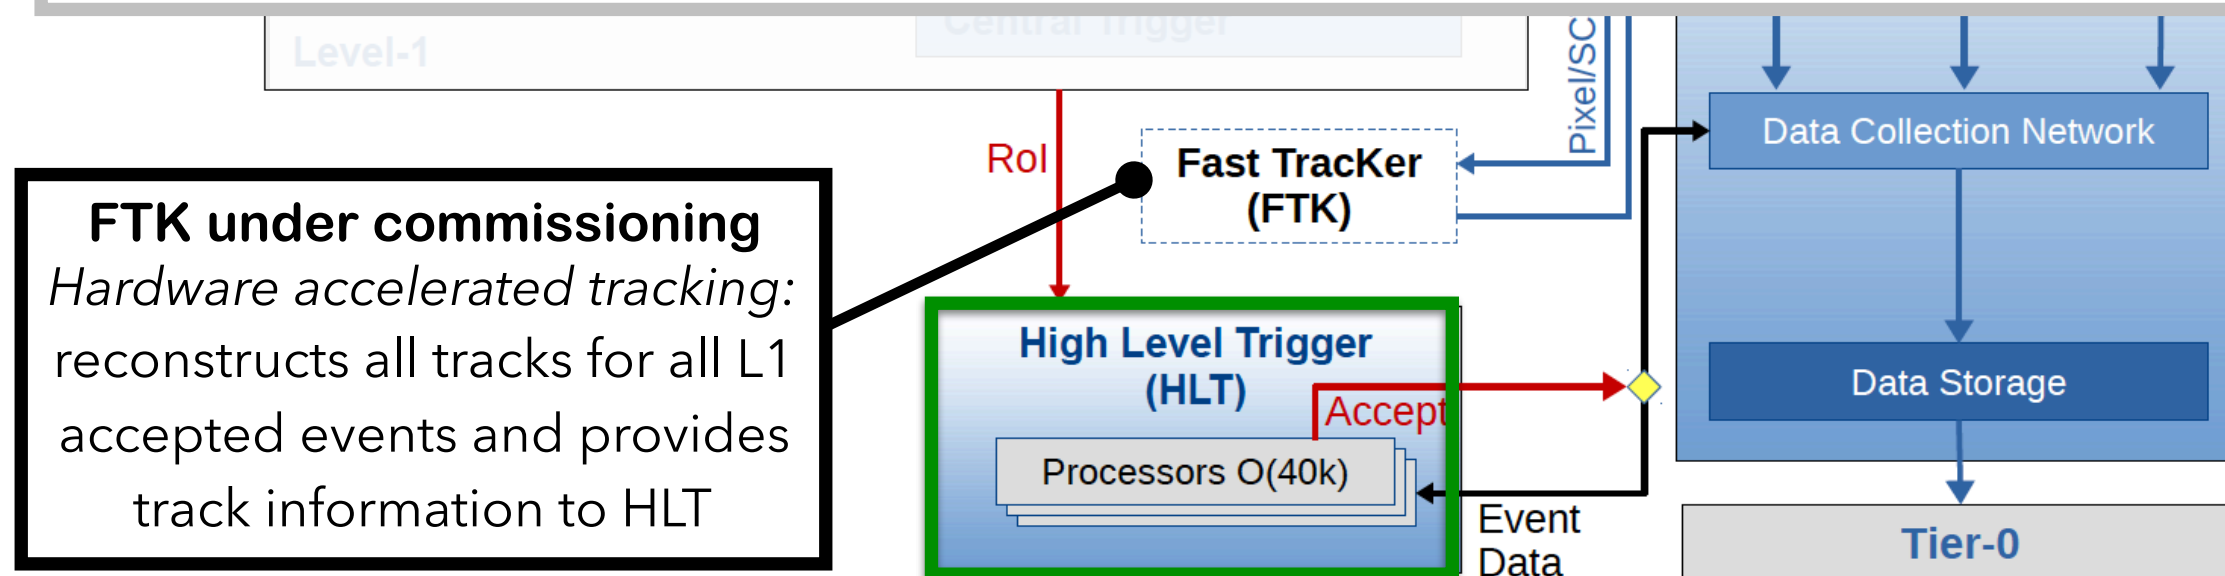 Central Trigger
Level-1
Pixel/SC
Data Collection Network
RoI
Fast TracKer
(FTK)
FTK under commissioning
Hardware accelerated tracking:
reconstructs all tracks for all L1
accepted events and provides
track information to HLT
High Level Trigger
(HLT)
Accept
Processors O(40k)
Data Storage
Event
Data
Tier-0